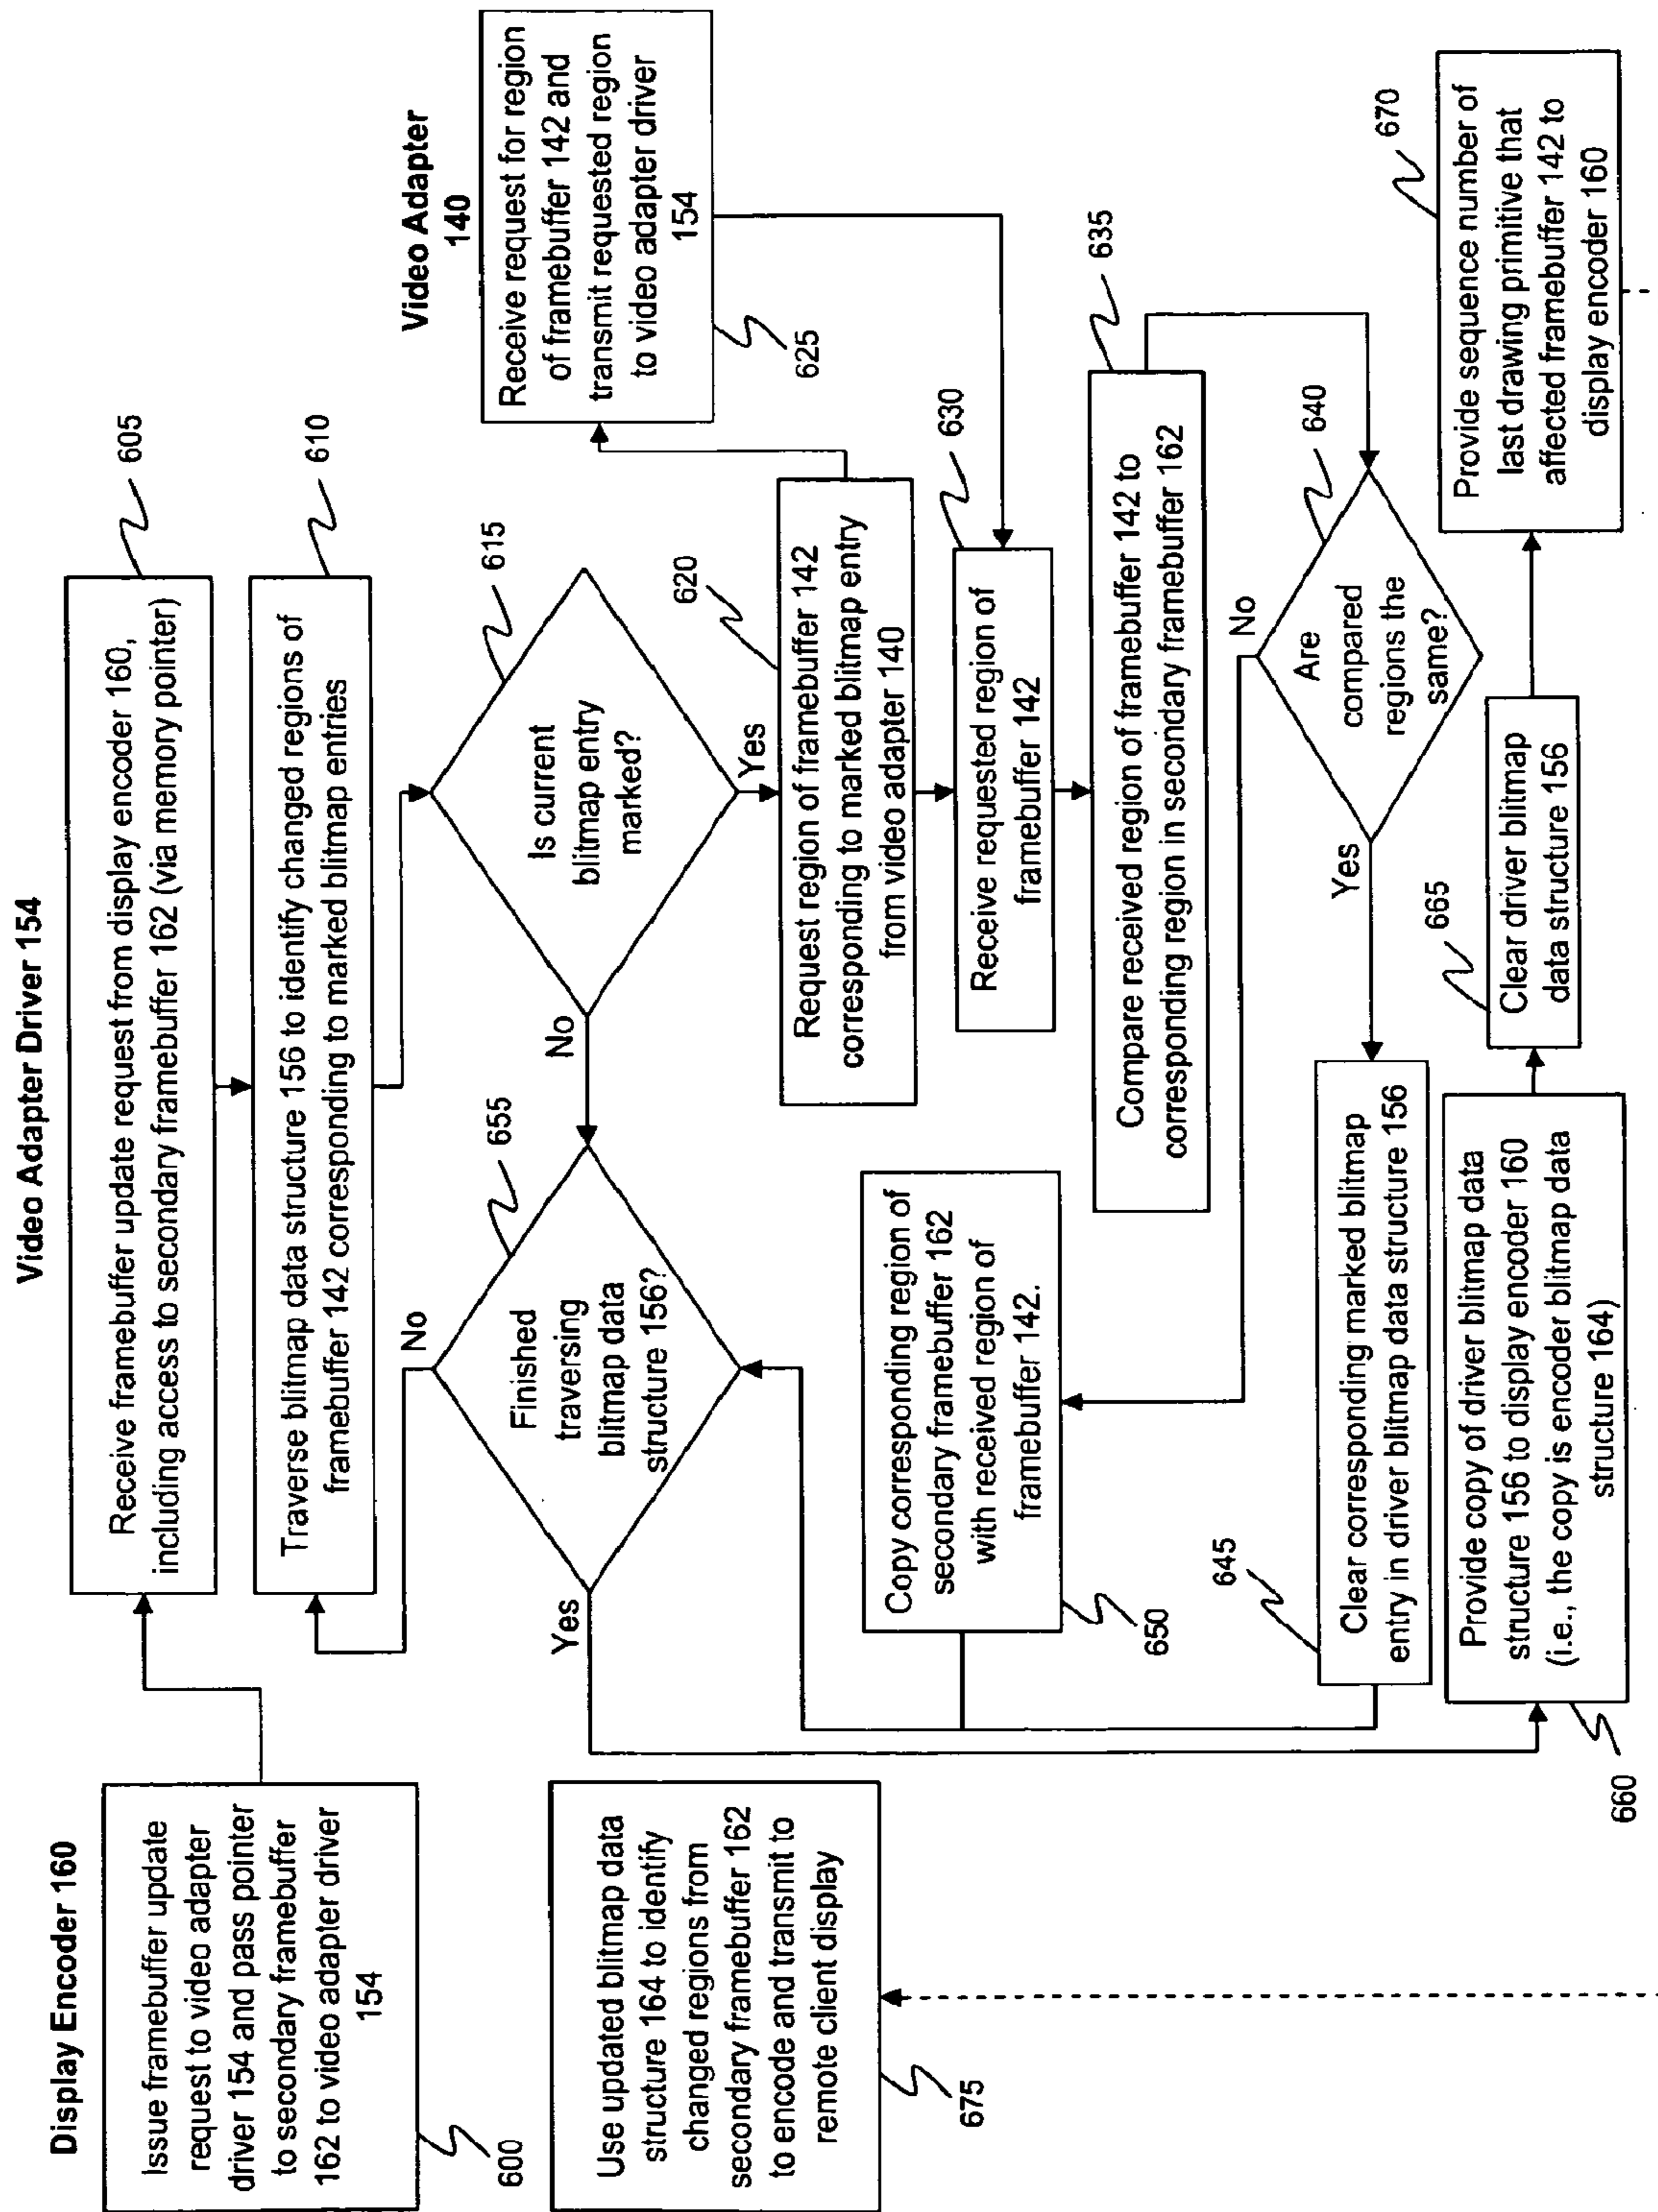 Display Encoder 160
Issue framebuffer update
request to video adapter
driver 154 and pass pointer
to secondary framebuffer
162 to video adapter driver
154
600
Use updated blitmap data
structure 164 to identify
changed regions from
secondary framebuffer 162
to encode and transmit to
remote client display
675
Video Adapter Driver 154
Receive framebuffer update request from display encoder 160,
including access to secondary framebuffer 162 (via memory pointer)
605
Traverse blitmap data structure 156 to identify changed regions of
framebuffer 142 corresponding to marked blitmap entries
610
Is current
blitmap entry
marked?
615
No
Yes
Finished
traversing
blitmap data
structure 156?
655
No
Yes
Request region of framebuffer 142
corresponding to marked blitmap entry
from video adapter 140
620
Receive requested region of
framebuffer 142
630
Compare received region of framebuffer 142 to
corresponding region in secondary framebuffer 162
635
Are
compared
regions the
same?
640
No
Yes
Copy corresponding region of
secondary framebuffer 162
with received region of
framebuffer 142.
650
Clear corresponding marked blitmap
entry in driver blitmap data structure 156
645
Provide copy of driver blitmap data
structure 156 to display encoder 160
(i.e., the copy is encoder blitmap data
structure 164)
660
Clear driver blitmap
data structure 156
665
Provide sequence number of
last drawing primitive that
affected framebuffer 142 to
display encoder 160
670
Video Adapter
140
Receive request for region
of framebuffer 142 and
transmit requested region
to video adapter driver
154
625